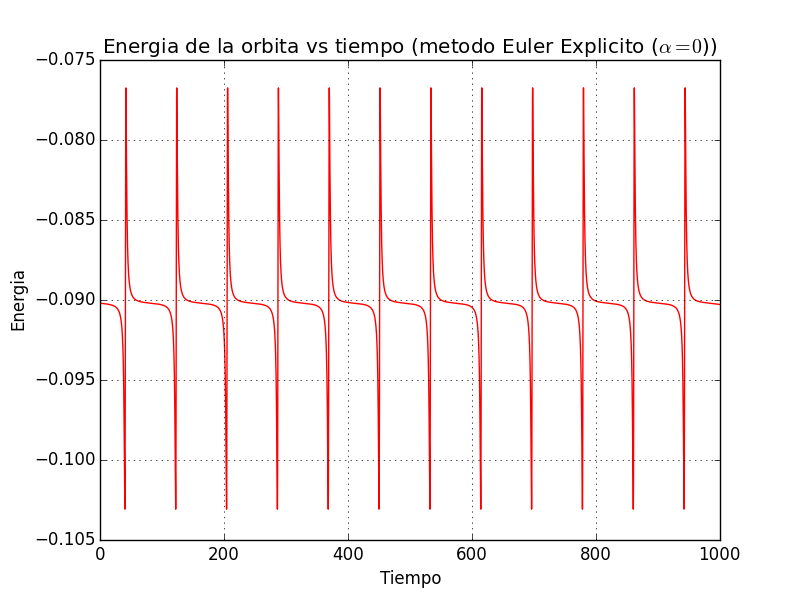 Energia de la orbita vs tiempo (metodo Euler Explicito (α=0))
−0.075
−0.080
−0.085
−0.090
−0.095
−0.100
−0.105
Energia
0 200 400 600 800 1000
Tiempo